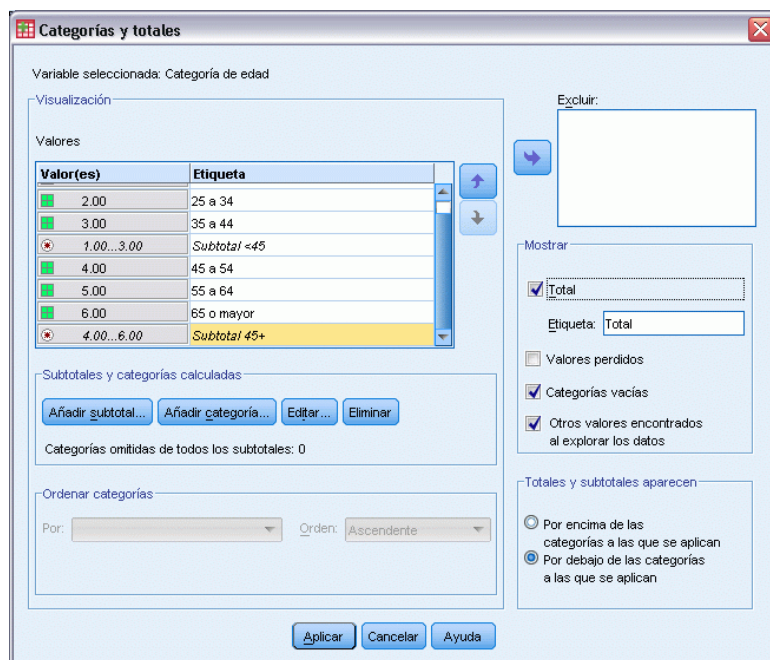 Categorías y totales
Variable seleccionada: Categoría de edad
Visualización
Valores
Valor(es) Etiqueta
2.00 25 a 34
3.00 35 a 44
1.00...3.00 Subtotal <45
4.00 45 a 54
5.00 55 a 64
6.00 65 o mayor
4.00...6.00 Subtotal 45+
Subtotales y categorías calculadas
Añadir subtotal... Añadir categoría... Editar... Eliminar
Categorías omitidas de todos los subtotales: 0
Ordenar categorías
Por: Orden: Ascendente
Excluir:
Mostrar
Total
Etiqueta: Total
Valores perdidos
Categorías vacías
Otros valores encontrados
al explorar los datos
Totales y subtotales aparecen
Por encima de las
categorías a las que se aplican
Por debajo de las categorías
a las que se aplican
Aplicar Cancelar Ayuda